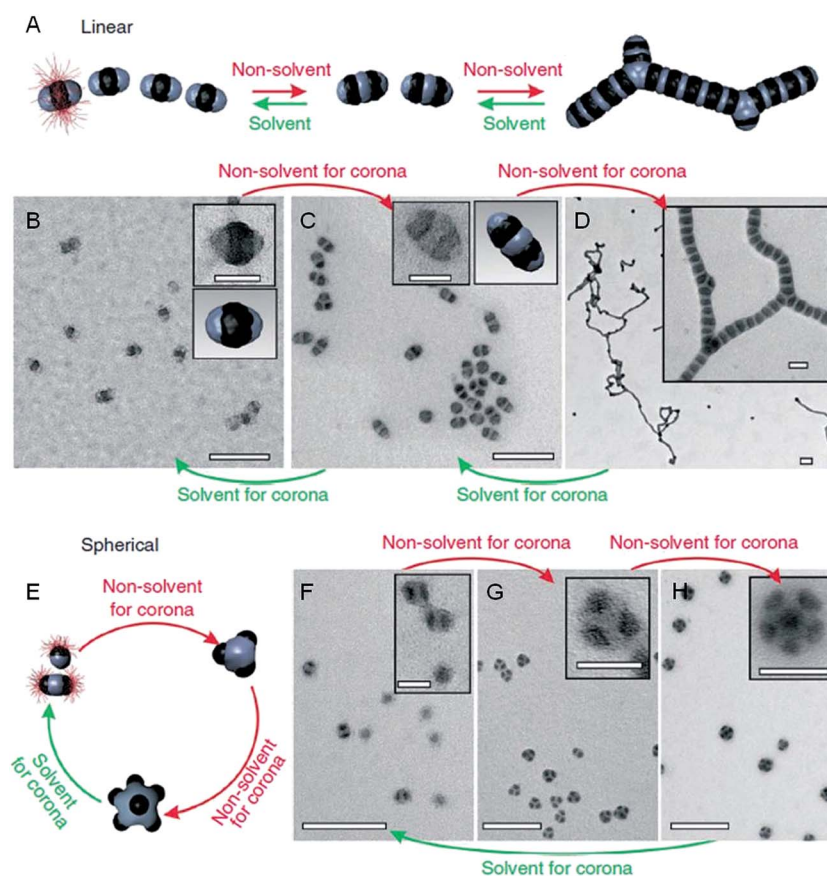 A
Linear
Non-solvent
Solvent
Non-solvent
Solvent
Non-solvent for corona
Non-solvent for corona
B
C
D
Solvent for corona
Solvent for corona
Spherical
Non-solvent for corona
Non-solvent for corona
E
Non-solvent
for corona
F
G
H
Solvent
for corona
Non-solvent
for corona
Solvent for corona